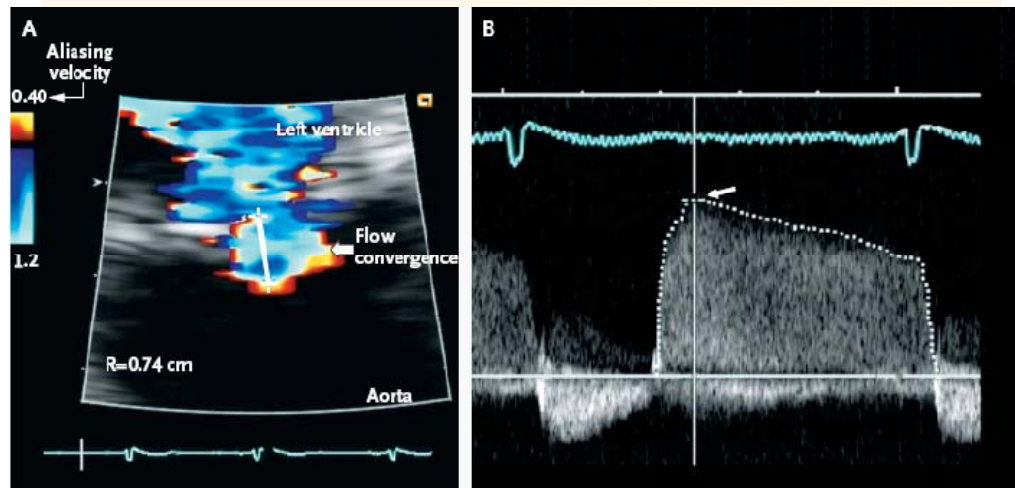 A
Aliasing
velocity
0.40
Left ventricle
Flow
convergence
1.2
R=0.74 cm
Aorta
B